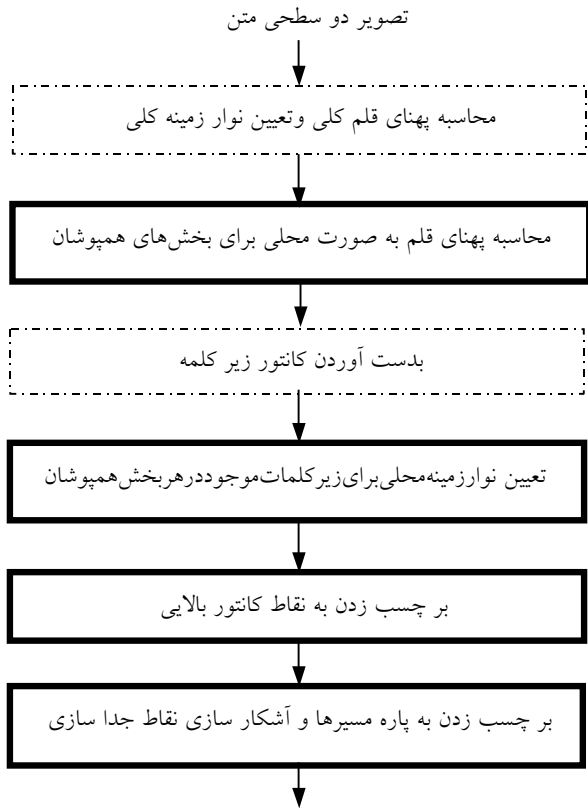 تصویر دو سطحی متن
محاسبه پهنای قلم کلی وتعیین نوار زمینه کلی
محاسبه پهنای قلم به صورت محلی برای بخش‌های همپوشان
بدست آوردن کانتور زیر کلمه
تعیین نوارزمینه‌محلی‌برای‌زیرکلمات‌موجوددرهربخش‌همپوشان
بر چسب زدن به نقاط کانتور بالایی
بر چسب زدن به پاره مسیرها و آشکار سازی نقاط جدا سازی